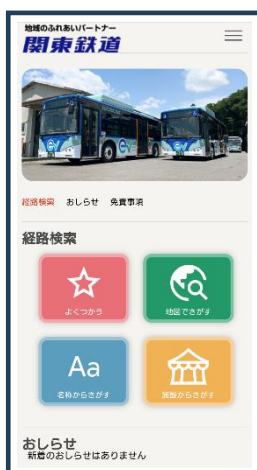 地域のふれあいパートナー
関東鉄道
経路検索 おしらせ 免責事項
経路検索
よくつかう
地図でさがす
Aa
名称からさがす
施設からさがす
おしらせ
新着のおしらせはありません